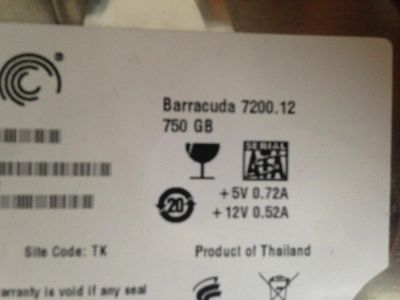 Barracuda 7200.12
750 GB
SERIAL
ATA
20
+5V 0.72A
+12V 0.52A
Site Code: TK
Product of Thailand
arranty is void if any seal